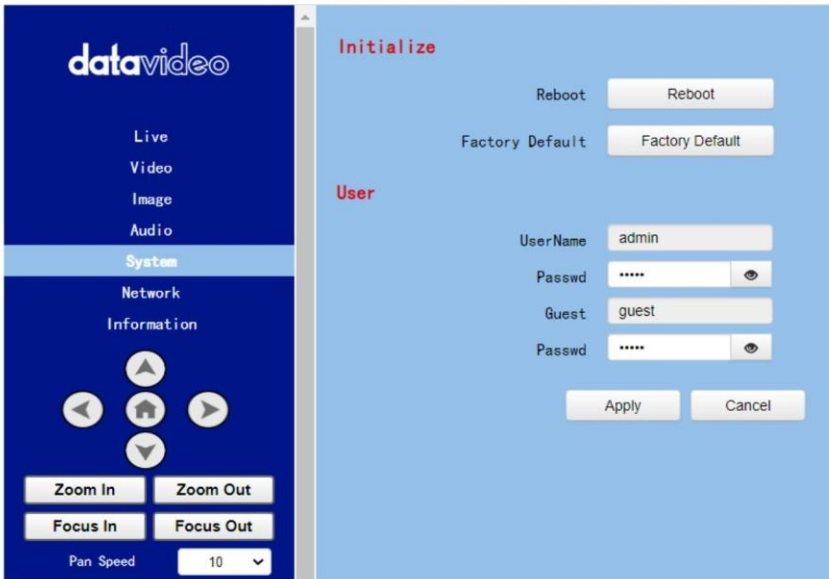 datavideo
Live
Video
Image
Audio
System
Network
Information
Zoom In Zoom Out
Focus In Focus Out
Pan Speed 10
Initialize
Reboot Reboot
Factory Default Factory Default
User
UserName admin
Passwd •••••
Guest guest
Passwd •••••
Apply Cancel